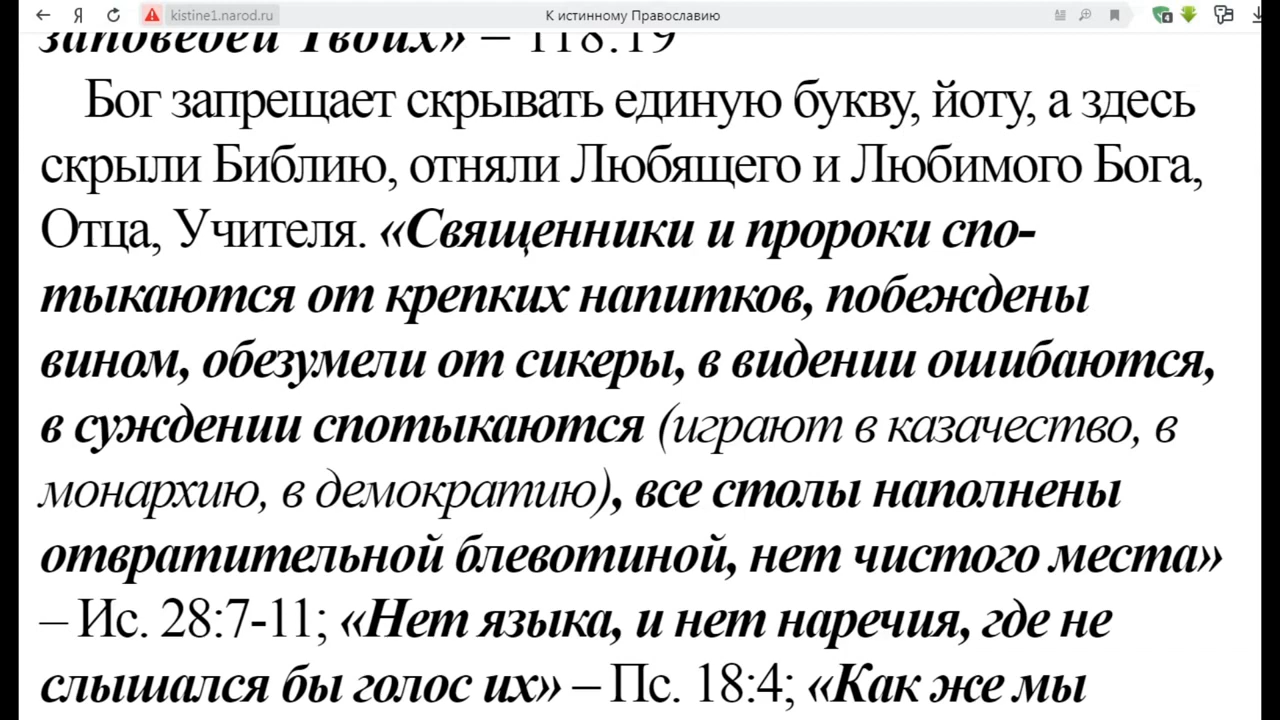 kistine1.narod.ru
К истинному Православию
заповедей Твоих» – 118:19
Бог запрещает скрывать единую букву, йоту, а здесь
скрыли Библию, отняли Любящего и Любимого Бога,
Отца, Учителя. «Священники и пророки спо-
тыкаются от крепких напитков, побеждены
вином, обезумели от сикеры, в видении ошибаются,
в суждении спотыкаются (играют в казачество, в
монархию, в демократию), все столы наполнены
отвратительной блевотиной, нет чистого места»
– Ис. 28:7-11; «Нет языка, и нет наречия, где не
слышался бы голос их» – Пс. 18:4; «Как же мы